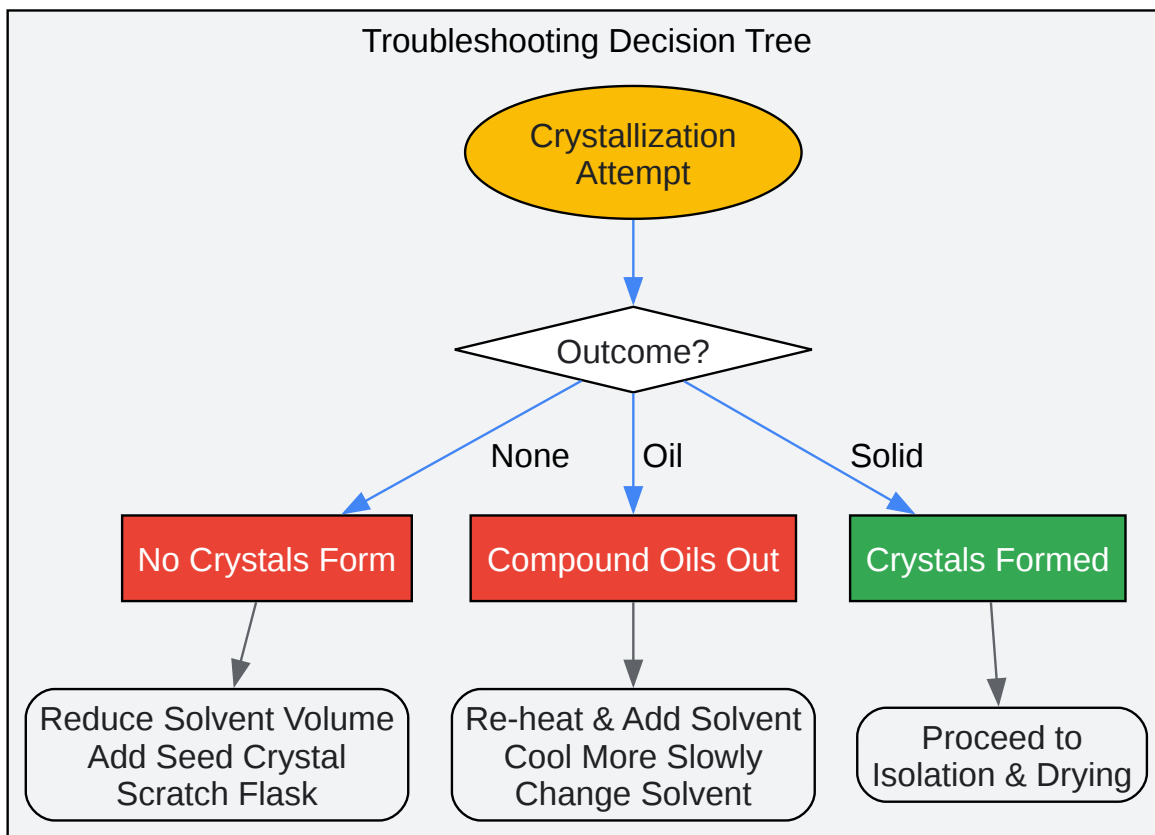 Troubleshooting Decision Tree
Crystallization
Attempt
Outcome?
None
Oil
Solid
No Crystals Form
Compound Oils Out
Crystals Formed
Reduce Solvent Volume
Add Seed Crystal
Scratch Flask
Re-heat & Add Solvent
Cool More Slowly
Change Solvent
Proceed to
Isolation & Drying